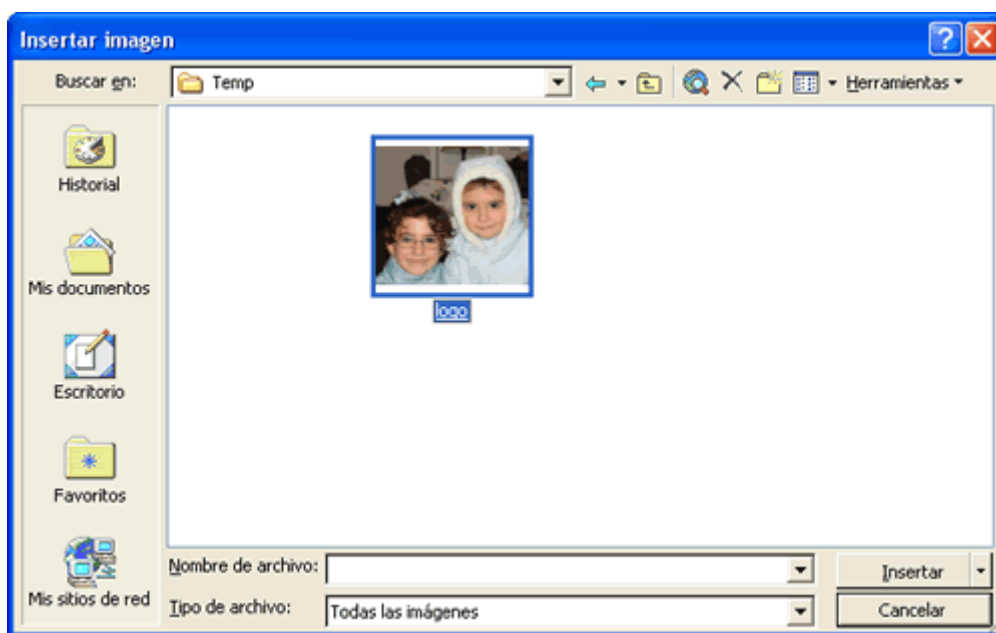 Insertar imagen
Buscar en:
Temp
Herramientas
Historial
Mis documentos
Escritorio
Favoritos
Mis sitios de red
logo
Nombre de archivo:
Insertar
Tipo de archivo:
Todas las imágenes
Cancelar